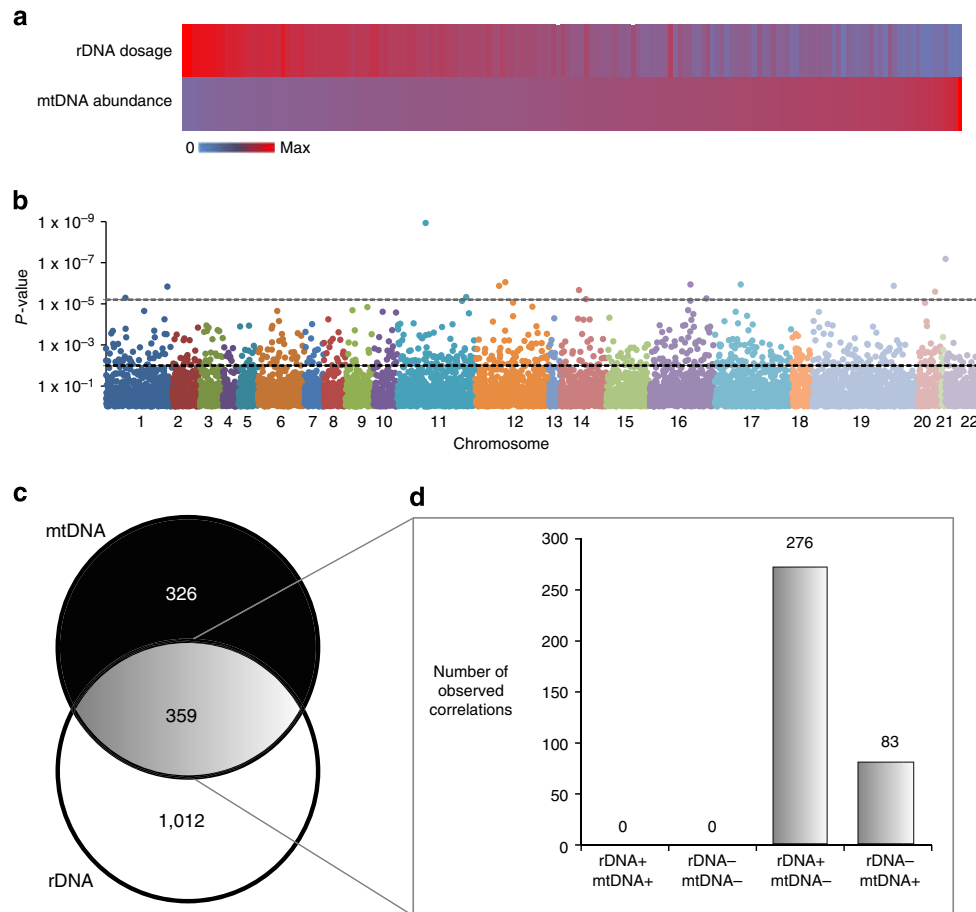 a
rDNA dosage
mtDNA abundance
0 Max
b
P-value
1 x 10⁻⁹
1 x 10⁻⁷
1 x 10⁻⁵
1 x 10⁻³
1 x 10⁻¹
1 2 3 4 5 6 7 8 9 10 11 12 13 14 15 16 17 18 19 20 21 22
Chromosome
c
mtDNA
326
359
1,012
rDNA
d
Number of
observed
correlations
300
250
200
150
100
50
0
0
0
276
83
rDNA+
mtDNA+
rDNA–
mtDNA–
rDNA+
mtDNA–
rDNA–
mtDNA+